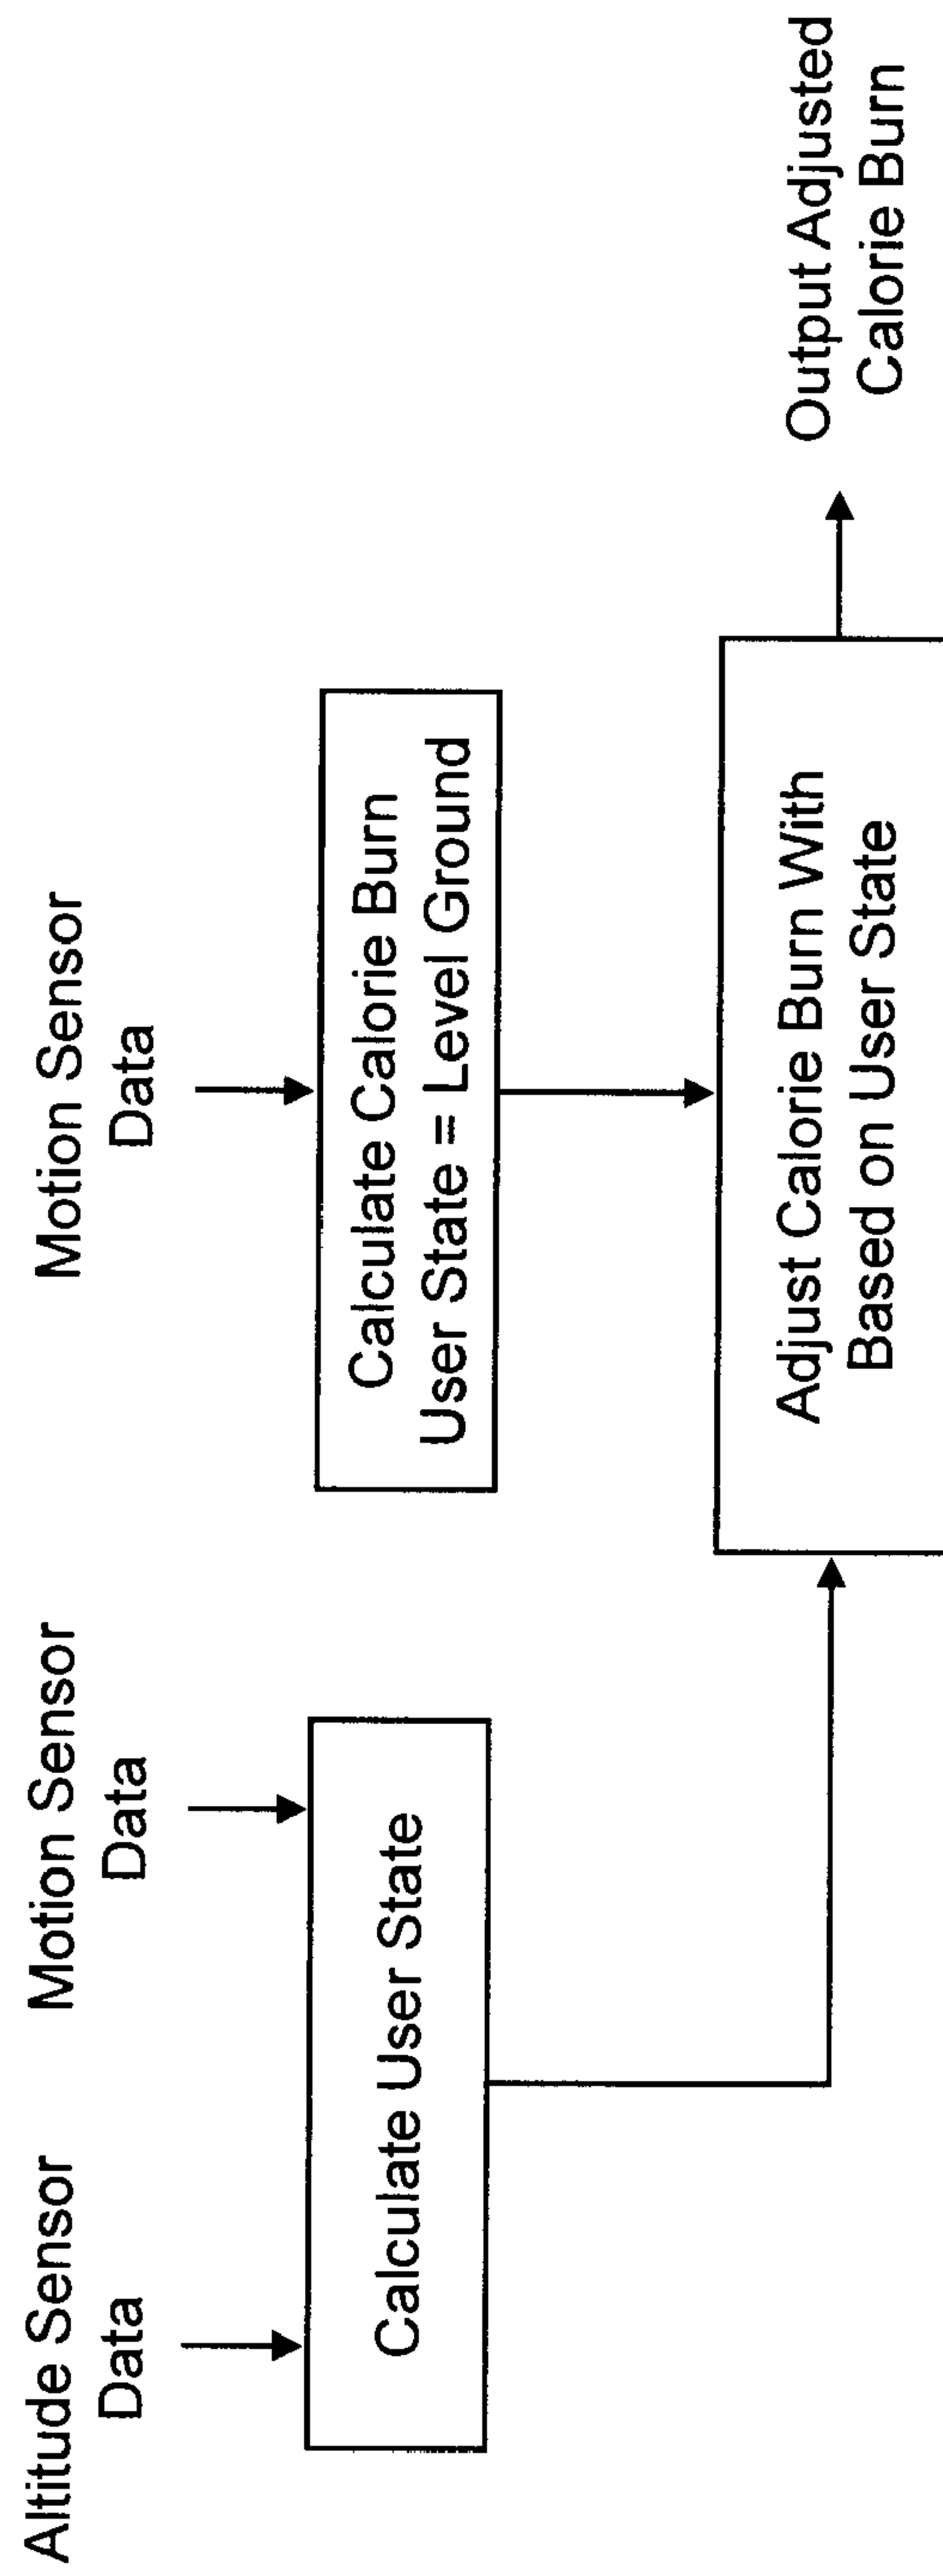 Altitude Sensor
Data
Motion Sensor
Data
Motion Sensor
Data
Calculate User State
Calculate Calorie Burn
User State = Level Ground
Adjust Calorie Burn With
Based on User State
Output Adjusted
Calorie Burn